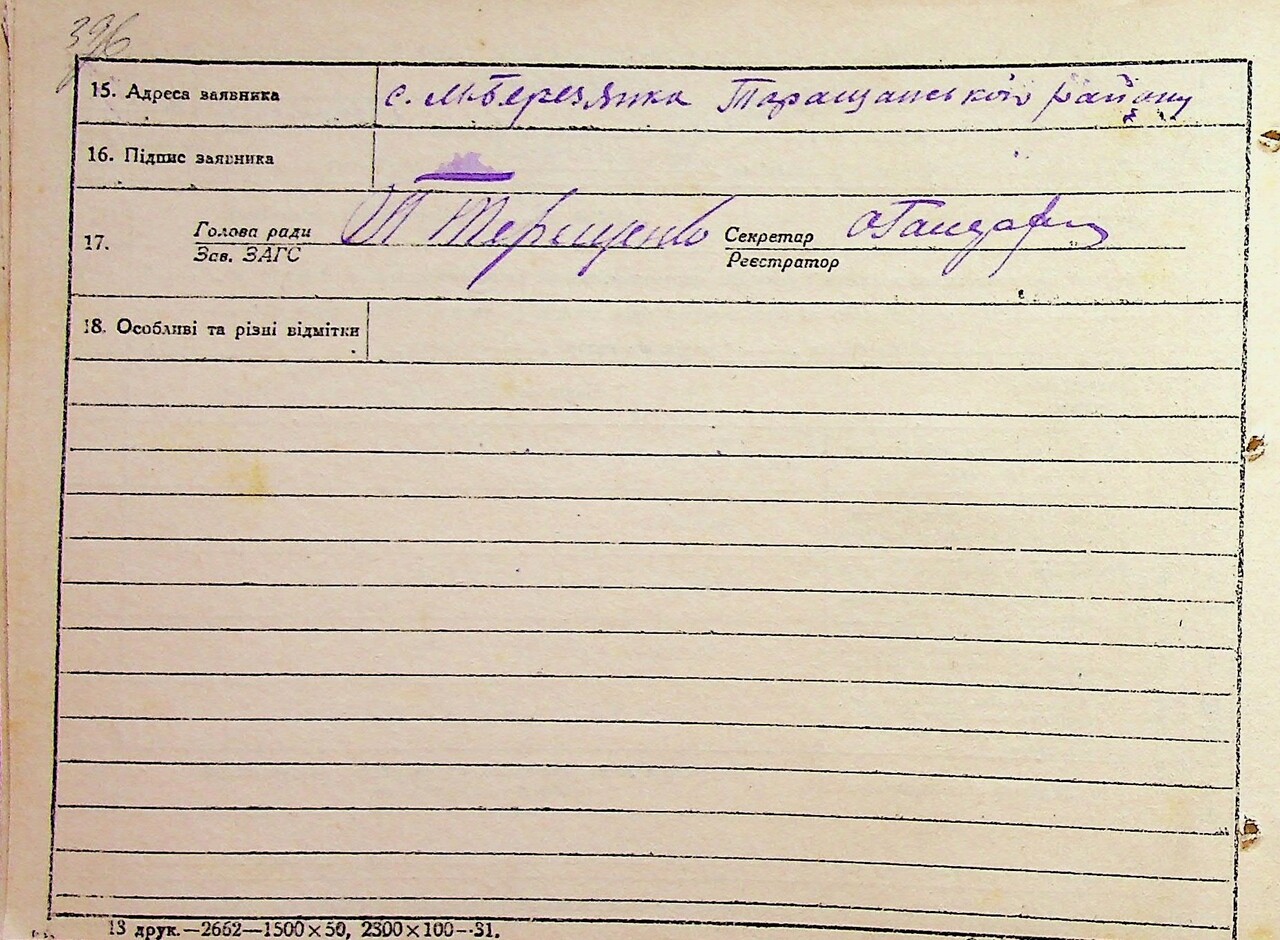 396
15. Адреса заявника с. М-Березянка Таращанського району
16. Підпис заявника
17. Голова ради Терещенко Секретар
Зав. ЗАГС Реєстратор
18. Особливі та різні відмітки
13 друк.—2662—1500×50, 2300×100—31.